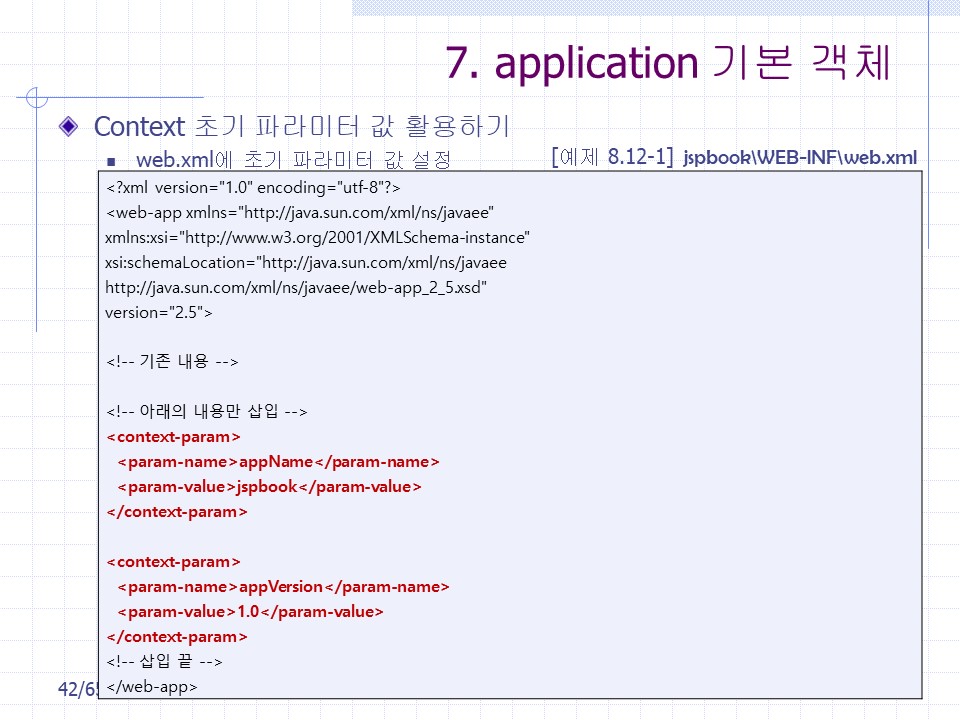 7. application 기본 객체
Context 초기 파라미터 값 활용하기
web.xml에 초기 파라미터 값 설정
[예제 8.12-1] jspbook\WEB-INF\web.xml
<?xml version="1.0" encoding="utf-8"?>
<web-app xmlns="http://java.sun.com/xml/ns/javaee"
xmlns:xsi="http://www.w3.org/2001/XMLSchema-instance"
xsi:schemaLocation="http://java.sun.com/xml/ns/javaee
http://java.sun.com/xml/ns/javaee/web-app_2_5.xsd"
version="2.5">
<!-- 기존 내용 -->
<!-- 아래의 내용만 삽입 -->
<context-param>
<param-name>appName</param-name>
<param-value>jspbook</param-value>
</context-param>
<context-param>
<param-name>appVersion</param-name>
<param-value>1.0</param-value>
</context-param>
<!-- 삽입 끝 -->
</web-app>
42/65